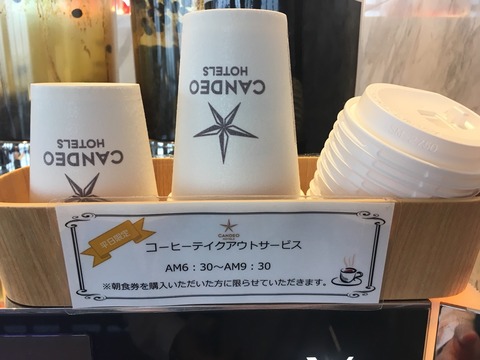 CANDEO
HOTELS
CANDEO
HOTELS
平日限定
CANDEO
コーヒーテイクアウトサービス
AM6：30～AM9：30
※朝食券を購入いただいた方に限らせていただきます。